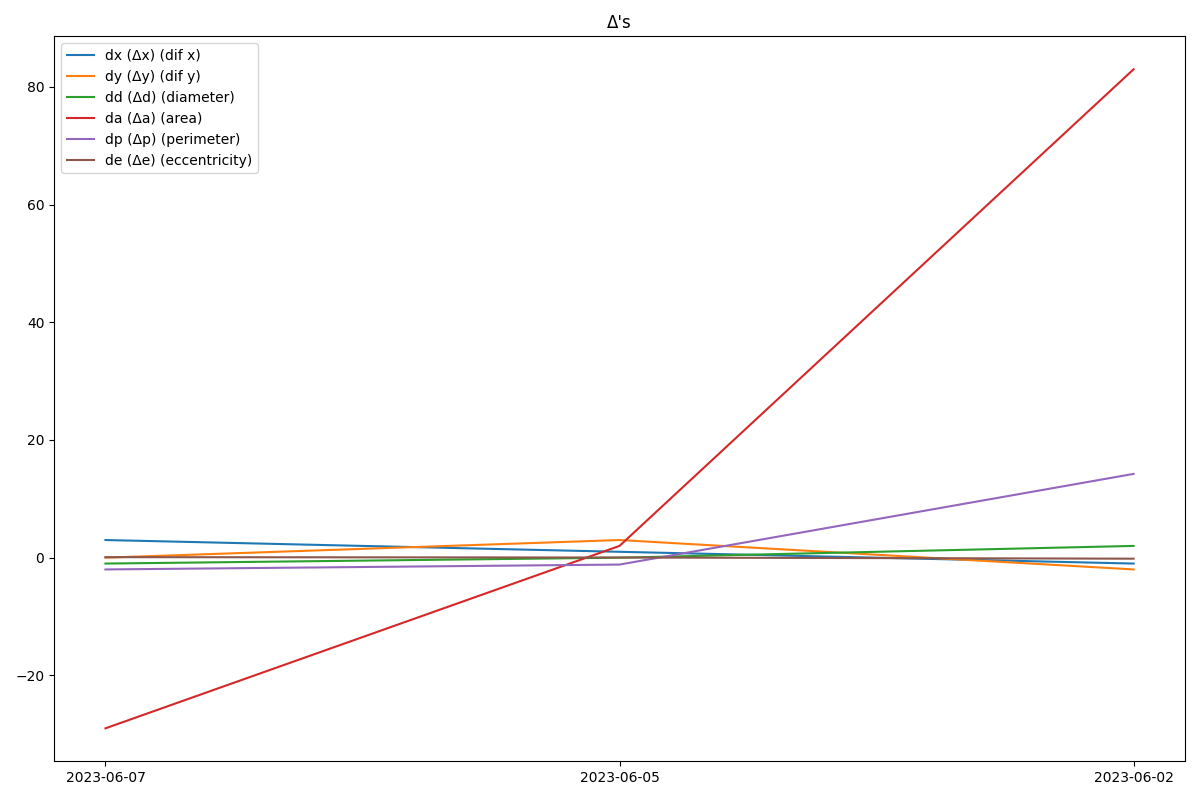 Δ's
dx (Δx) (dif x)
dy (Δy) (dif y)
dd (Δd) (diameter)
da (Δa) (area)
dp (Δp) (perimeter)
de (Δe) (eccentricity)
80
60
40
20
0
−20
2023-06-07 2023-06-05 2023-06-02